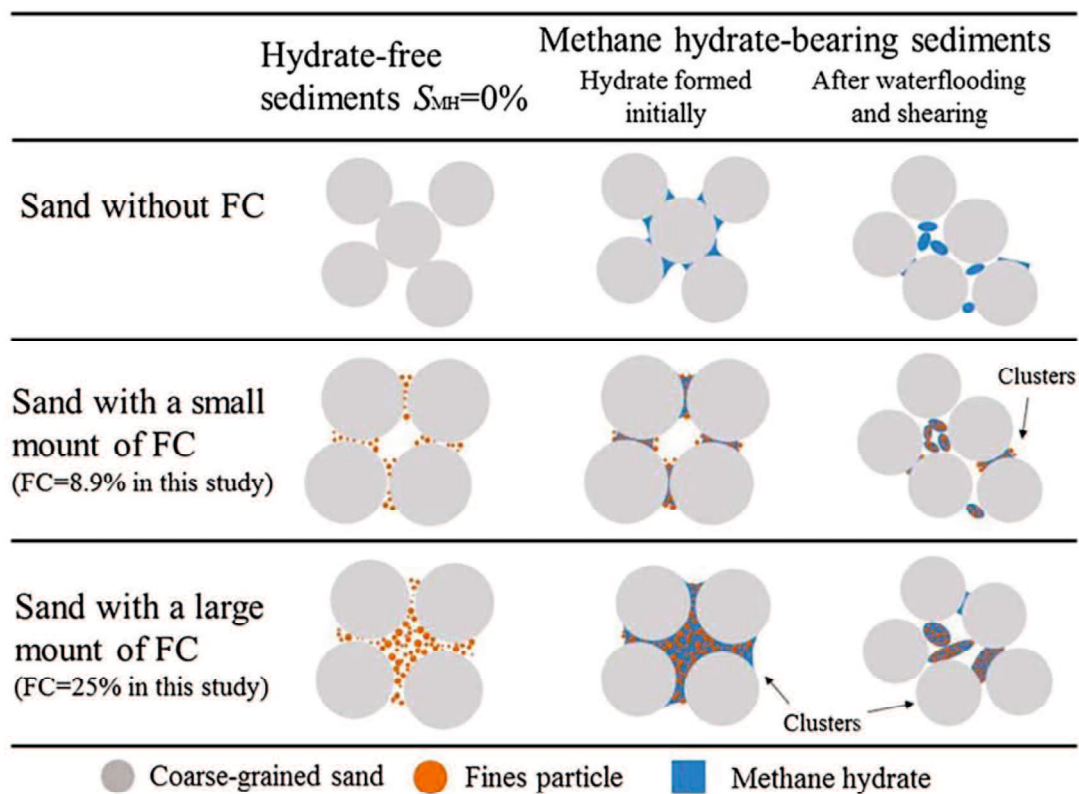 Hydrate-free
sediments SMH=0%
Methane hydrate-bearing sediments
Hydrate formed
initially
After waterflooding
and shearing
Sand without FC
Sand with a small
mount of FC
(FC=8.9% in this study)
Clusters
Sand with a large
mount of FC
(FC=25% in this study)
Clusters
Coarse-grained sand
Fines particle
Methane hydrate